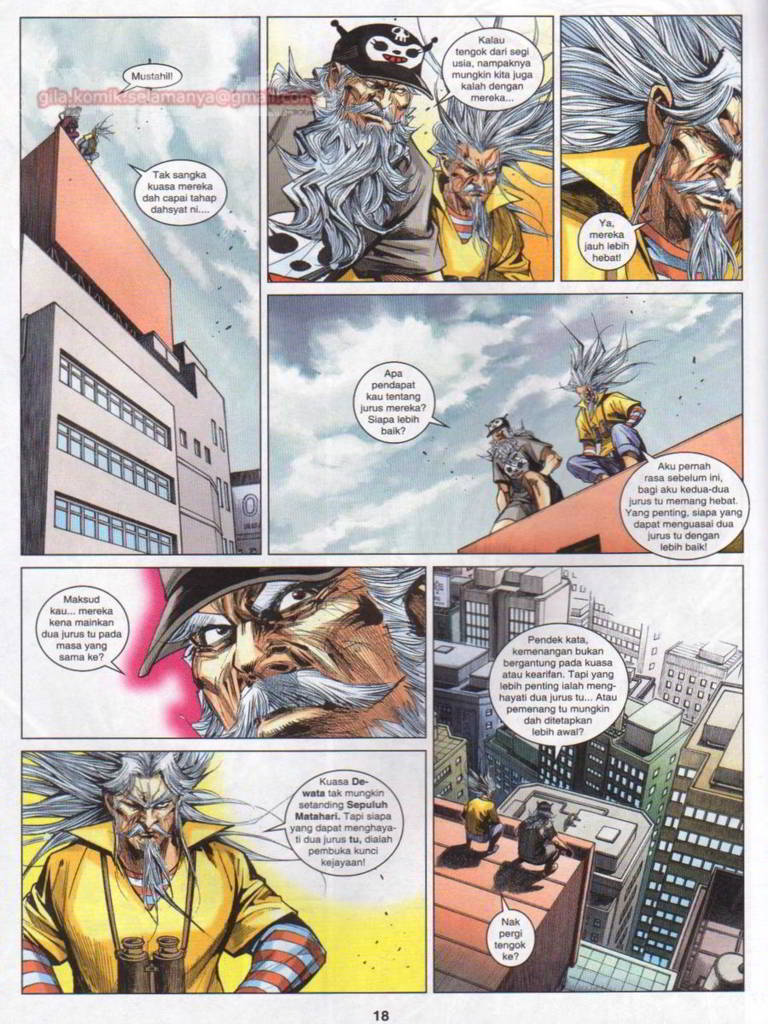 Mustahil!
gila.komik.selamanya@gmail.com
Tak sangka
kuasa mereka
dah capai tahap
dahsyat ni....
Kalau
tengok dari segi
usia, nampaknya
mungkin kita juga
kalah dengan
mereka...
Ya,
mereka
jauh lebih
hebat!
Apa
pendapat
kau tentang
jurus mereka?
Siapa lebih
baik?
Aku pernah
rasa sebelum ini,
bagi aku kedua-dua
jurus tu memang hebat.
Yang penting, siapa yang
dapat menguasai dua
jurus tu dengan
lebih baik!
Maksud
kau... mereka
kena mainkan
dua jurus tu pada
masa yang
sama ke?
Pendek kata,
kemenangan bukan
bergantung pada kuasa
atau kearifan. Tapi yang
lebih penting ialah meng-
hayati dua jurus tu... Atau
pemenang tu mungkin
dah ditetapkan
lebih awal?
Kuasa De-
wata tak mungkin
setanding Sepuluh
Matahari. Tapi siapa
yang dapat menghaya-
ti dua jurus tu, dialah
pembuka kunci
kejayaan!
Nak
pergi
tengok
ke?
18